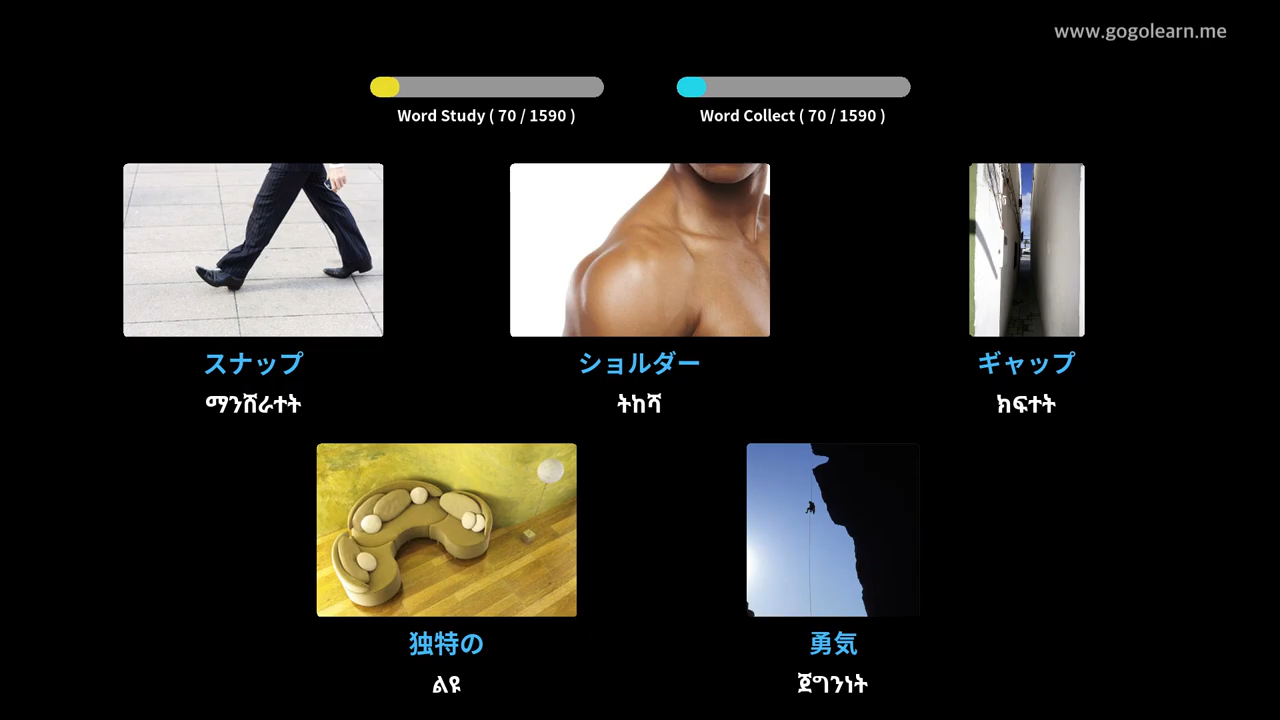 www.gogolearn.me
Word Study ( 70 / 1590 )
Word Collect ( 70 / 1590 )
スナップ
ショルダー
ギャップ
ማንሸራተት
ትከሻ
ክፍተት
独特の
勇気
ልዩ
ጀግንነት